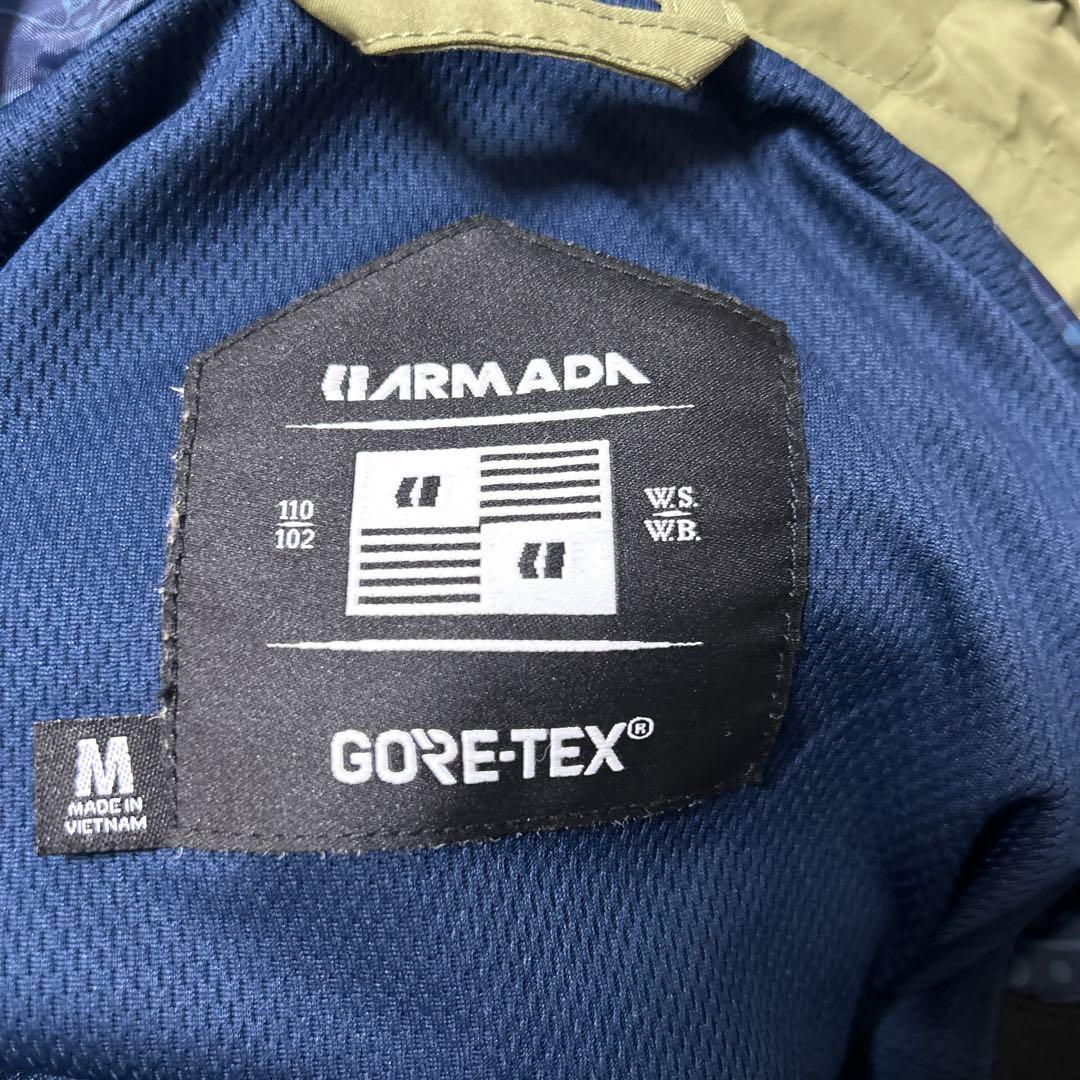 ARMADA
110
102
W.S.
W.B.
GORE-TEX®
M
MADE IN
VIETNAM